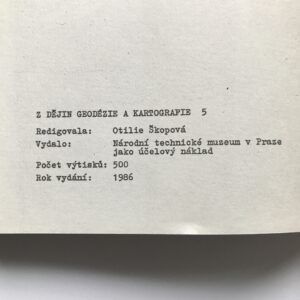 Z DĚJIN GEODÉZIE A KARTOGRAFIE 5
Redigovala: Otilie Škopová
Vydalo: Národní technické muzeum v Praze
jako účelový náklad
Počet výtisků: 500
Rok vydání: 1986